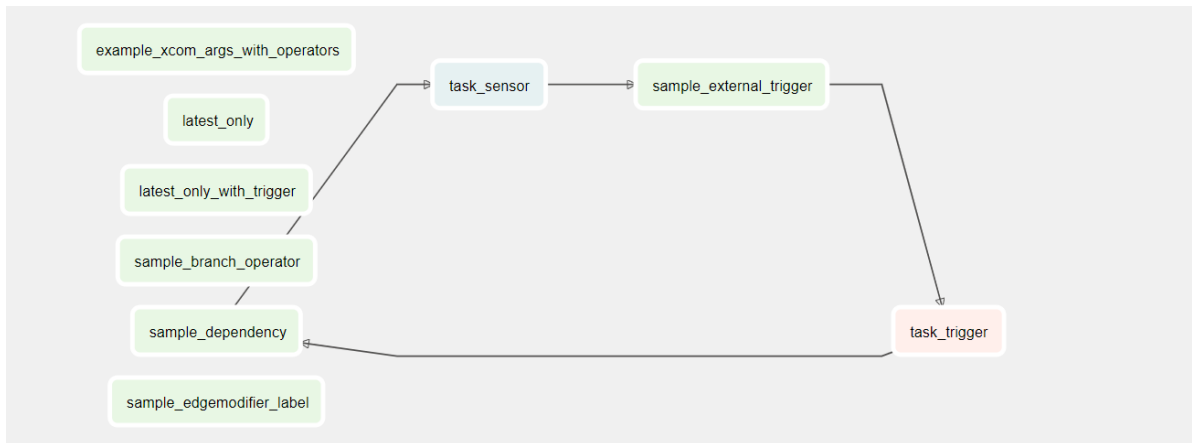 example_xcom_args_with_operators
task_sensor
sample_external_trigger
latest_only
latest_only_with_trigger
sample_branch_operator
sample_dependency
task_trigger
sample_edgemodifier_label